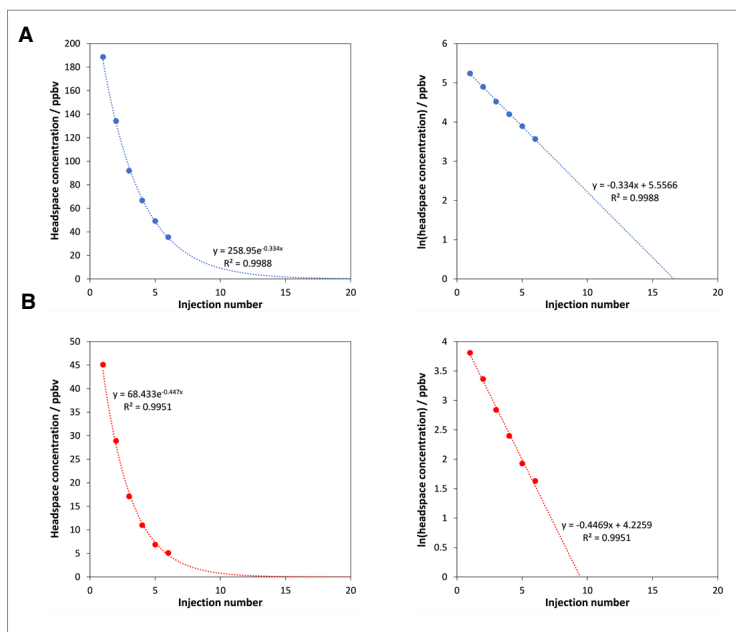 A
Headspace concentration / ppbv
200
180
160
140
120
100
80
60
40
20
0
y = 258.95e^-0.334x
R² = 0.9988
0 5 10 15 20
Injection number
ln(headspace concentration) / ppbv
6
5
4
3
2
1
0
y = -0.334x + 5.5566
R² = 0.9988
0 5 10 15 20
Injection number
B
Headspace concentration / ppbv
50
45
40
35
30
25
20
15
10
5
0
y = 68.433e^-0.447x
R² = 0.9951
0 5 10 15 20
Injection number
ln(headspace concentration) / ppbv
4
3.5
3
2.5
2
1.5
1
0.5
0
y = -0.4469x + 4.2259
R² = 0.9951
0 5 10 15 20
Injection number